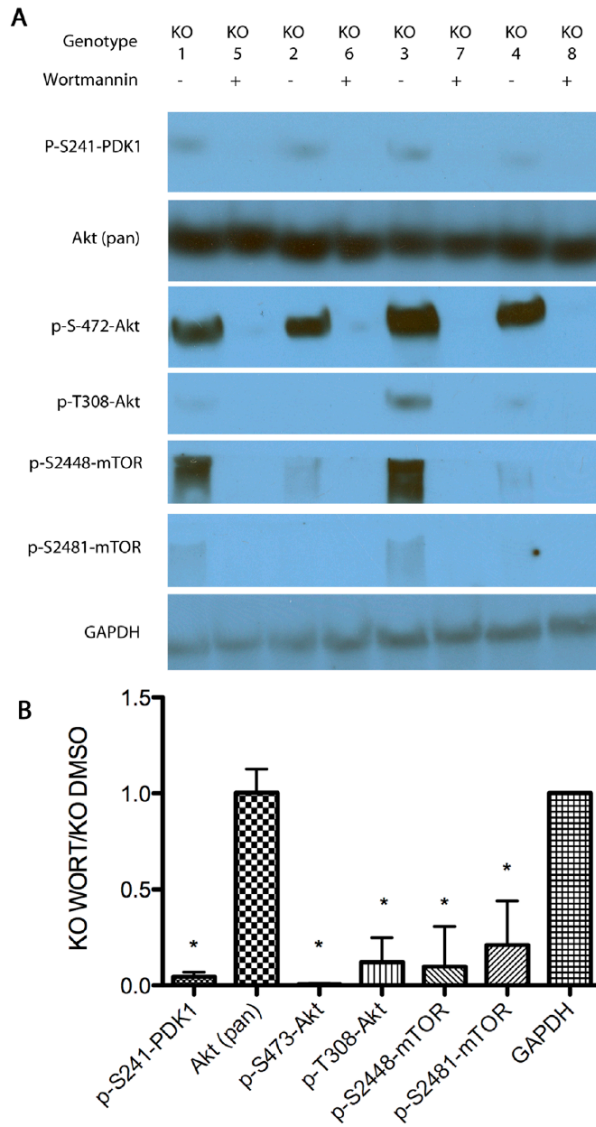 A
Genotype KO KO KO KO KO KO KO KO
1 5 2 6 3 7 4 8
Wortmannin - + - + - + - +
P-S241-PDK1
Akt (pan)
p-S-472-Akt
p-T308-Akt
p-S2448-mTOR
p-S2481-mTOR
GAPDH
B
KO WORT/KO DMSO
1.5
1.0
0.5
0.0
* * * * *
p-S241-PDK1
Akt (pan)
p-S473-Akt
p-T308-Akt
p-S2448-mTOR
p-S2481-mTOR
GAPDH